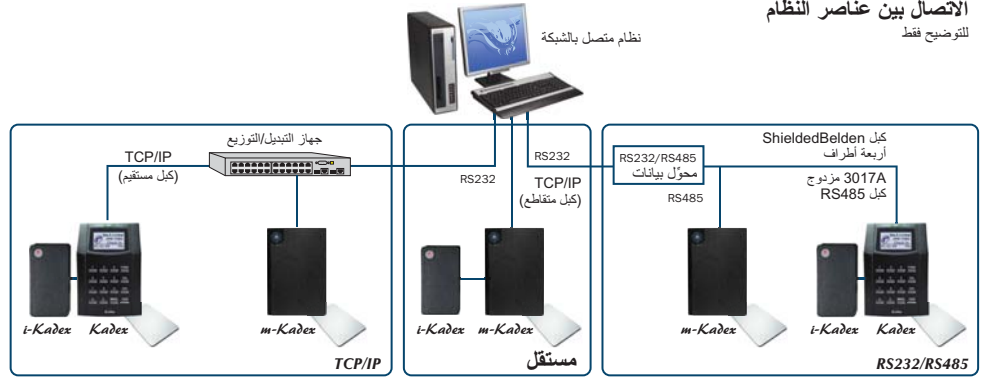 الاتصال بين عناصر النظام
للتوضيح فقط
نظام متصل بالشبكة
كبل ShieldedBelden
أربعة أطراف
3017A مزدوج
كبل RS485
RS232/RS485
محوِّل بيانات
RS485
m-Kadex
i-Kadex
Kadex
RS232/RS485
RS232
TCP/IP
(كبل متقاطع)
RS232
i-Kadex
m-Kadex
مستقل
جهاز التبديل/التوزيع
TCP/IP
(كبل مستقيم)
i-Kadex
Kadex
m-Kadex
TCP/IP